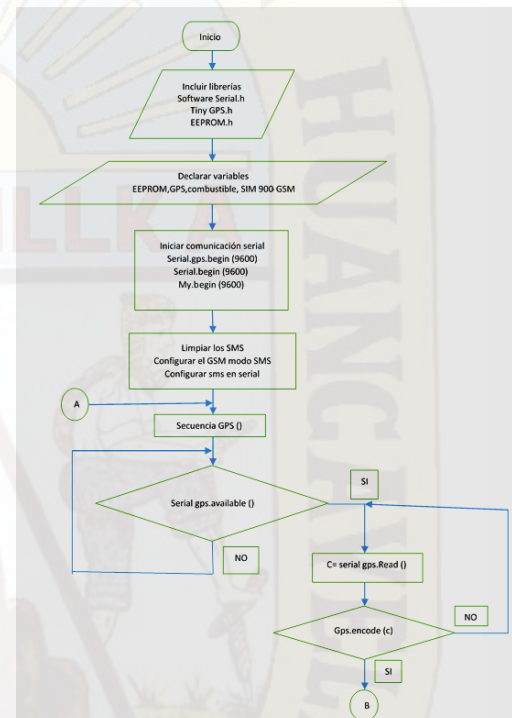 Inicio
Incluir librerías
Software Serial.h
Tiny GPS.h
EEPROM.h
Declarar variables
EEPROM,GPS,combustible, SIM 900 GSM
Iniciar comunicación serial
Serial.gps.begin (9600)
Serial.begin (9600)
My.begin (9600)
Limpiar los SMS
Configurar el GSM modo SMS
Configurar sms en serial
A
Secuencia GPS ()
Serial gps.available ()
SI
NO
C= serial gps.Read ()
Gps.encode (c)
NO
SI
B